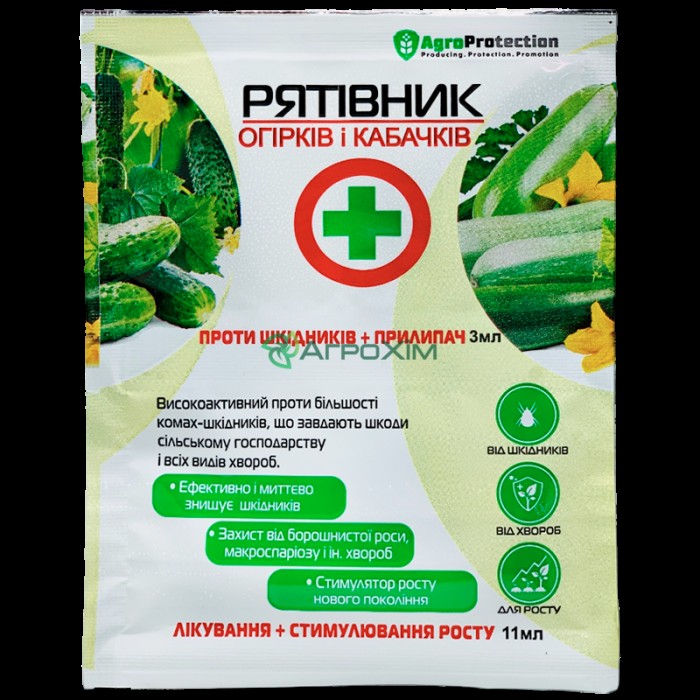 AgroProtection
Producing. Protection. Promotion
РЯТІВНИК
ОГІРКІВ і КАБАЧКІВ
ПРОТИ ШКІДНИКІВ + ПРИЛИПАЧ 3мл
АГРОХІМ
Високоактивний проти більшості
комах-шкідників, що завдають шкоди
сільському господарству
і всіх видів хвороб.
ВІД ШКІДНИКІВ
• Ефективно і миттєво
знищує шкідників
ВІД ХВОРОБ
• Захист від борошнистої роси,
макроспаріозу і ін. хвороб
• Стимулятор росту
нового покоління
ДЛЯ РОСТУ
ЛІКУВАННЯ + СТИМУЛЮВАННЯ РОСТУ 11мл